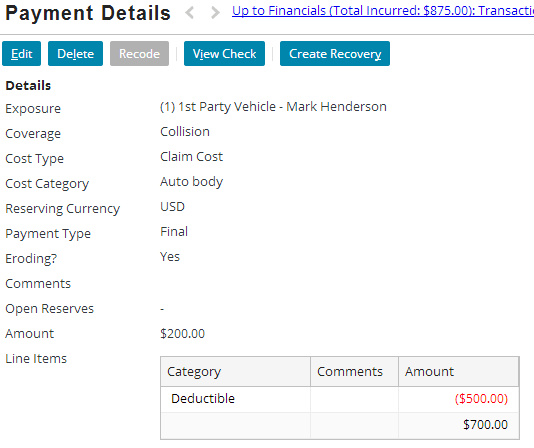 Payment Details < > Up to Financials (Total Incurred: $875.00): Transacti
Edit Delete Recode View Check Create Recovery
Details
Exposure (1) 1st Party Vehicle - Mark Henderson
Coverage Collision
Cost Type Claim Cost
Cost Category Auto body
Reserving Currency USD
Payment Type Final
Eroding? Yes
Comments
Open Reserves -
Amount $200.00
Line Items
Category Comments Amount
Deductible ($500.00)
$700.00